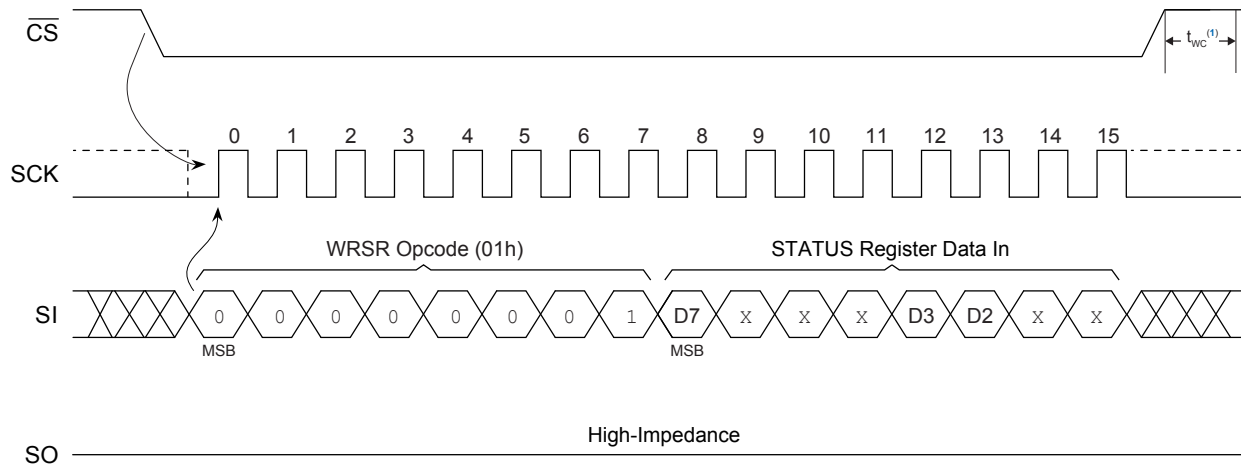 CS
tWC(1)
0 1 2 3 4 5 6 7 8 9 10 11 12 13 14 15
SCK
WRSR Opcode (01h) STATUS Register Data In
SI 0 0 0 0 0 0 0 1 D7 X X X D3 D2 X X
MSB MSB
High-Impedance
SO